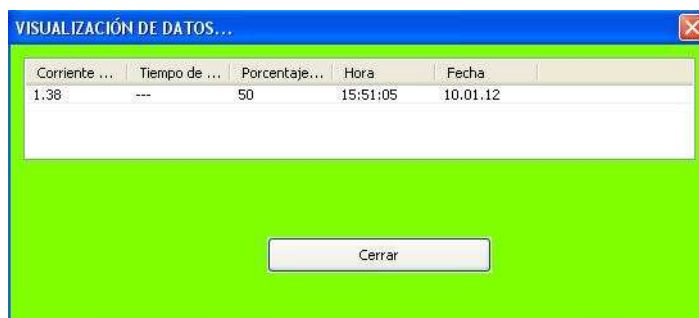 VISUALIZACIÓN DE DATOS...
Corriente ... Tiempo de ... Porcentaje... Hora Fecha
1.38 --- 50 15:51:05 10.01.12
Cerrar